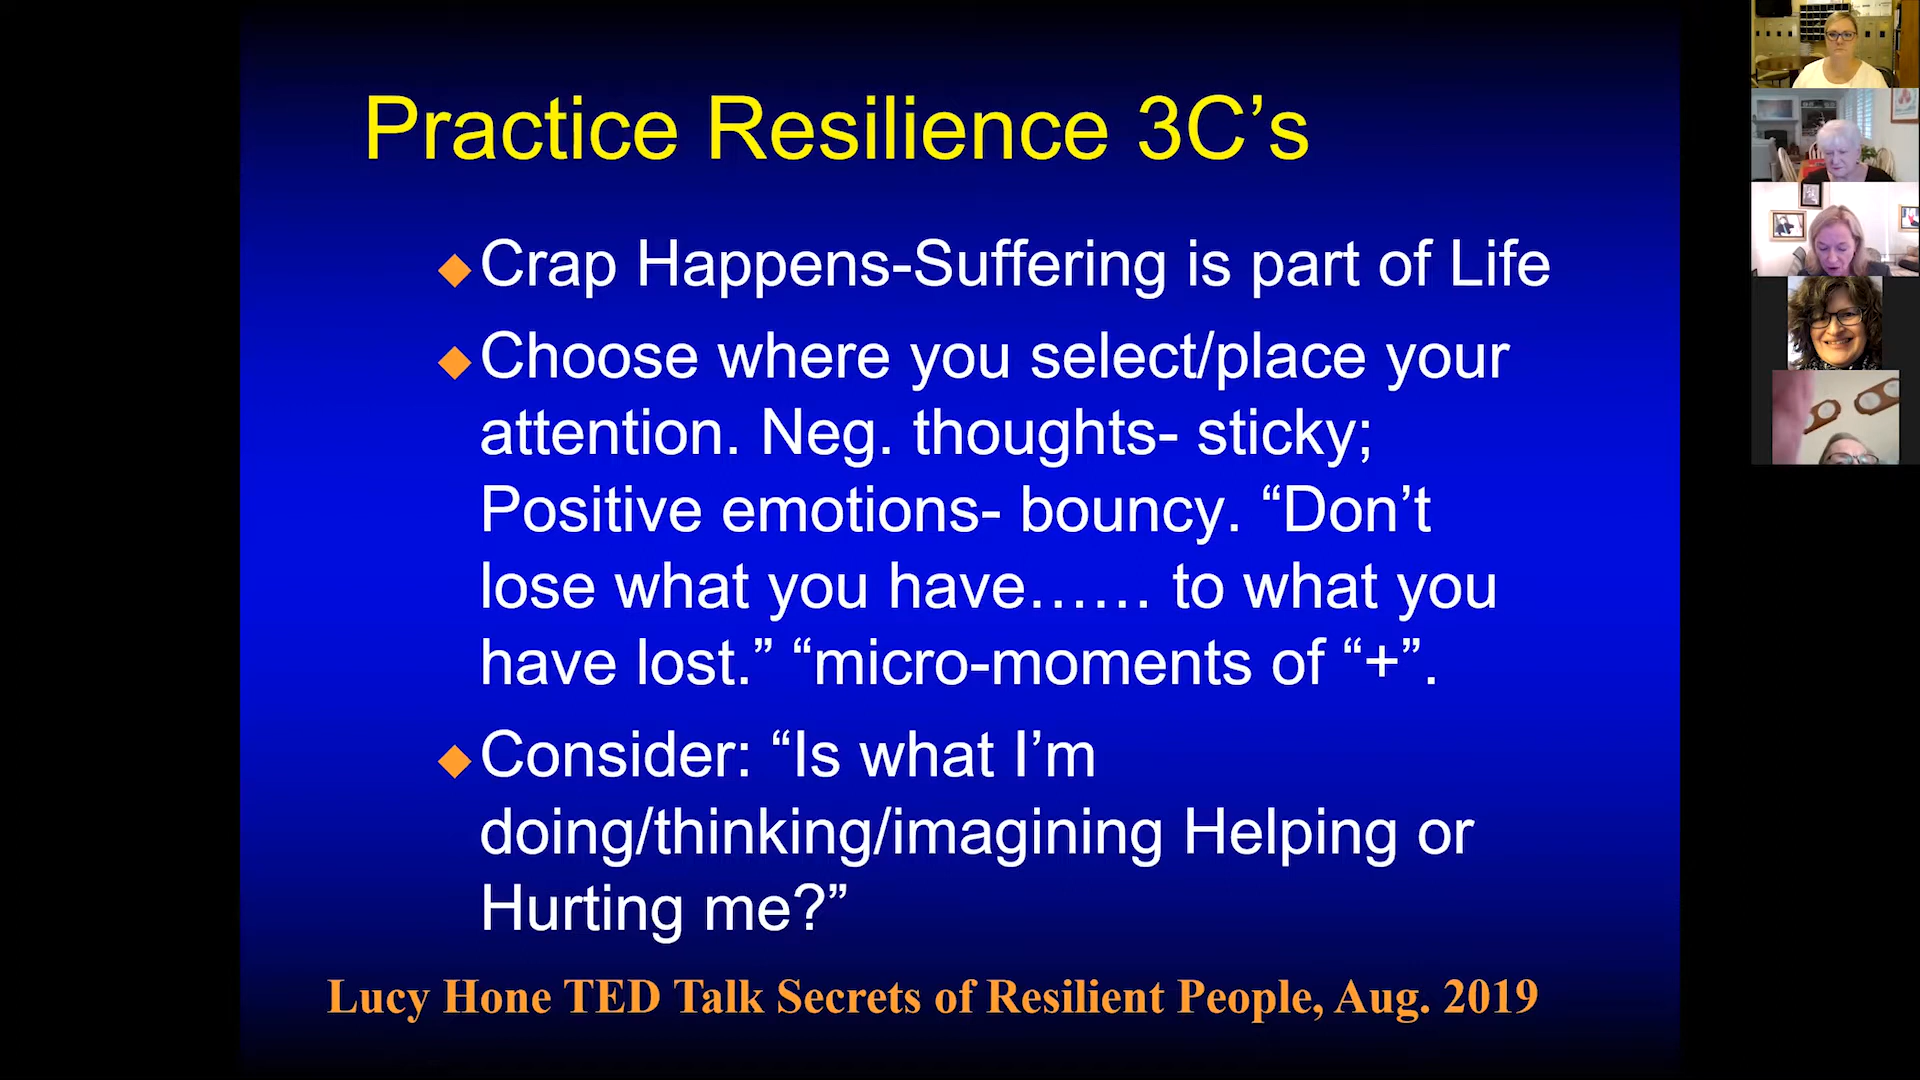 Practice Resilience 3C’s
Crap Happens-Suffering is part of Life
Choose where you select/place your
attention. Neg. thoughts- sticky;
Positive emotions- bouncy. “Don’t
lose what you have…… to what you
have lost.” “micro-moments of “+”.
Consider: “Is what I’m
doing/thinking/imagining Helping or
Hurting me?”
Lucy Hone TED Talk Secrets of Resilient People, Aug. 2019